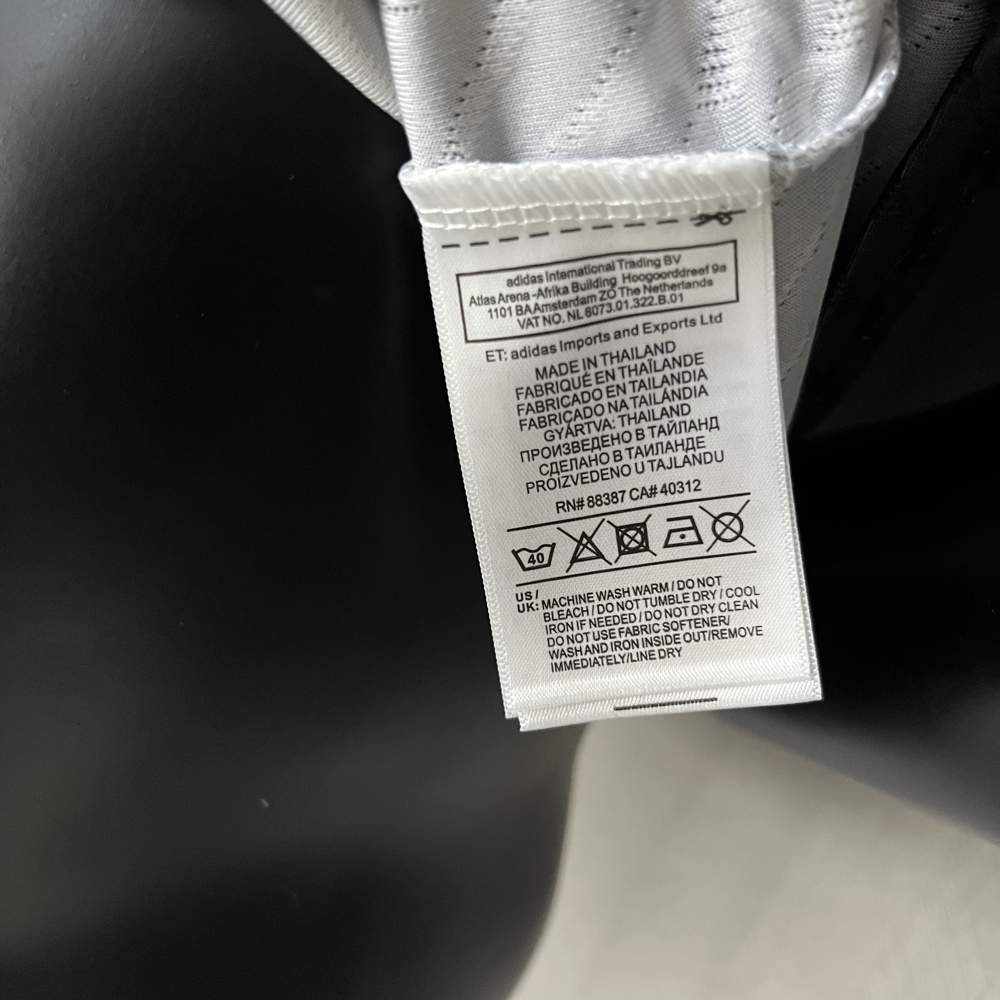 adidas International Trading BV
Atlas Arena -Afrika Building Hoogoorddreef 9a
1101 BA Amsterdam ZO The Netherlands
VAT NO. NL 8073.01.322.B.01
ET: adidas Imports and Exports Ltd
MADE IN THAILAND
FABRIQUÉ EN THAÏLANDE
FABRICADO EN TAILANDIA
FABRICADO NA TAILÂNDIA
GYÁRTVA: THAILAND
ПРОИЗВЕДЕНО В ТАЙЛАНД
СДЕЛАНО В ТАИЛАНДЕ
PROIZVEDENO U TAJLANDU
RN# 88387 CA# 40312
40
US /
UK: MACHINE WASH WARM / DO NOT
BLEACH / DO NOT TUMBLE DRY / COOL
IRON IF NEEDED / DO NOT DRY CLEAN
DO NOT USE FABRIC SOFTENER/
WASH AND IRON INSIDE OUT/REMOVE
IMMEDIATELY/LINE DRY